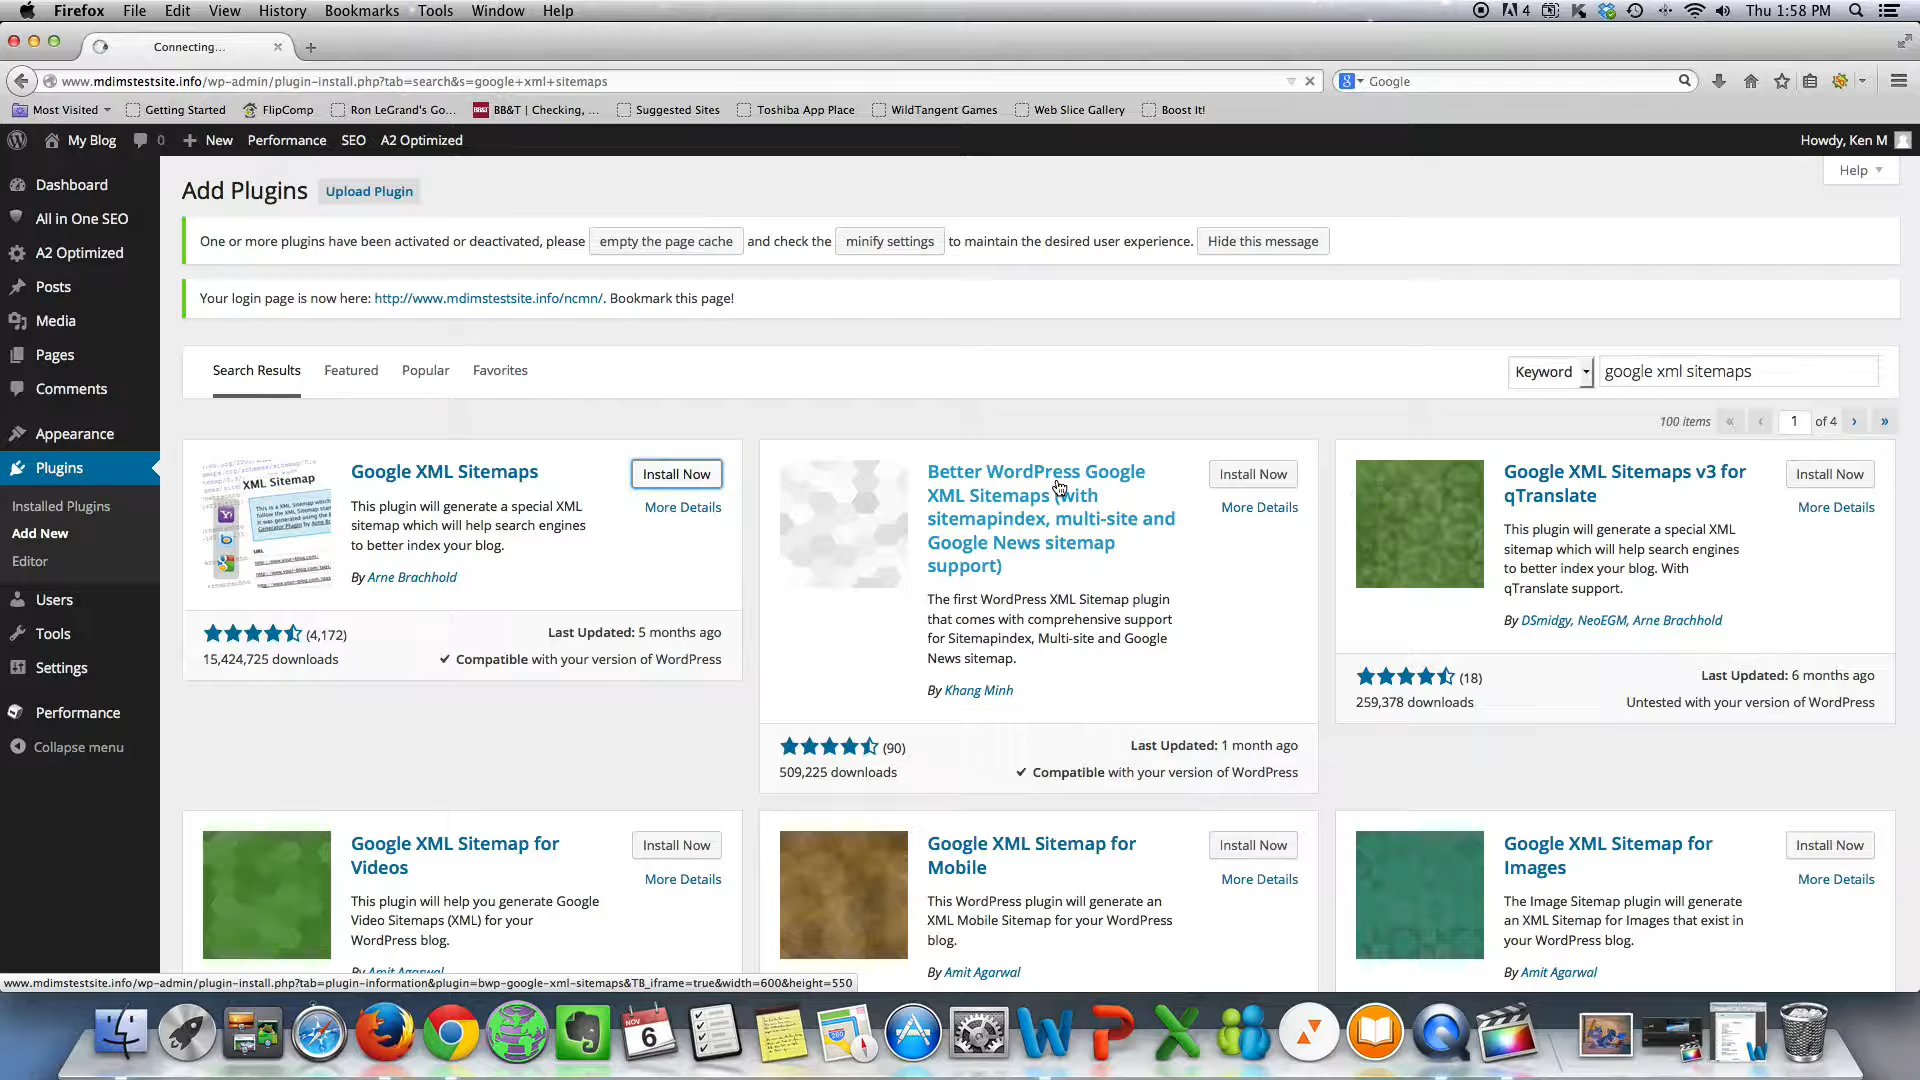 Firefox File Edit View History Bookmarks Tools Window Help 4 Thu 1:58 PM
Connecting...
www.mdimstestsite.info/wp-admin/plugin-install.php?tab=search&s=google+xml+sitemaps Google
Most Visited Getting Started FlipComp Ron LeGrand's Go... BB&T | Checking, ... Suggested Sites Toshiba App Place WildTangent Games Web Slice Gallery Boost It!
My Blog 0 New Performance SEO A2 Optimized Howdy, Ken M
Help
Dashboard
All in One SEO
A2 Optimized
Posts
Media
Pages
Comments
Appearance
Plugins
Installed Plugins
Add New
Editor
Users
Tools
Settings
Performance
Collapse menu
Add Plugins Upload Plugin
One or more plugins have been activated or deactivated, please empty the page cache and check the minify settings to maintain the desired user experience. Hide this message
Your login page is now here: http://www.mdimstestsite.info/ncmn/. Bookmark this page!
Search Results Featured Popular Favorites Keyword google xml sitemaps
100 items « ‹ 1 of 4 › »
Google XML Sitemaps
Install Now
More Details
This plugin will generate a special XML
sitemap which will help search engines
to better index your blog.
By Arne Brachhold
(4,172)
15,424,725 downloads
Last Updated: 5 months ago
Compatible with your version of WordPress
XML Sitemap
Better WordPress Google
XML Sitemaps (with
sitemapindex, multi-site and
Google News sitemap
support)
Install Now
More Details
The first WordPress XML Sitemap plugin
that comes with comprehensive support
for Sitemapindex, Multi-site and Google
News sitemap.
By Khang Minh
(90)
509,225 downloads
Last Updated: 1 month ago
Compatible with your version of WordPress
Google XML Sitemaps v3 for
qTranslate
Install Now
More Details
This plugin will generate a special XML
sitemap which will help search engines
to better index your blog. With
qTranslate support.
By DSmidgy, NeoEGM, Arne Brachhold
(18)
259,378 downloads
Last Updated: 6 months ago
Untested with your version of WordPress
Google XML Sitemap for
Videos
Install Now
More Details
This plugin will help you generate Google
Video Sitemaps (XML) for your
WordPress blog.
By Amit Agarwal
Google XML Sitemap for
Mobile
Install Now
More Details
This WordPress plugin will generate an
XML Mobile Sitemap for your WordPress
blog.
By Amit Agarwal
Google XML Sitemap for
Images
Install Now
More Details
The Image Sitemap plugin will generate
an XML Sitemap for Images that exist in
your WordPress blog.
By Amit Agarwal
www.mdimstestsite.info/wp-admin/plugin-install.php?tab=plugin-information&plugin=bwp-google-xml-sitemaps&TB_iframe=true&width=600&height=550
NOV
6